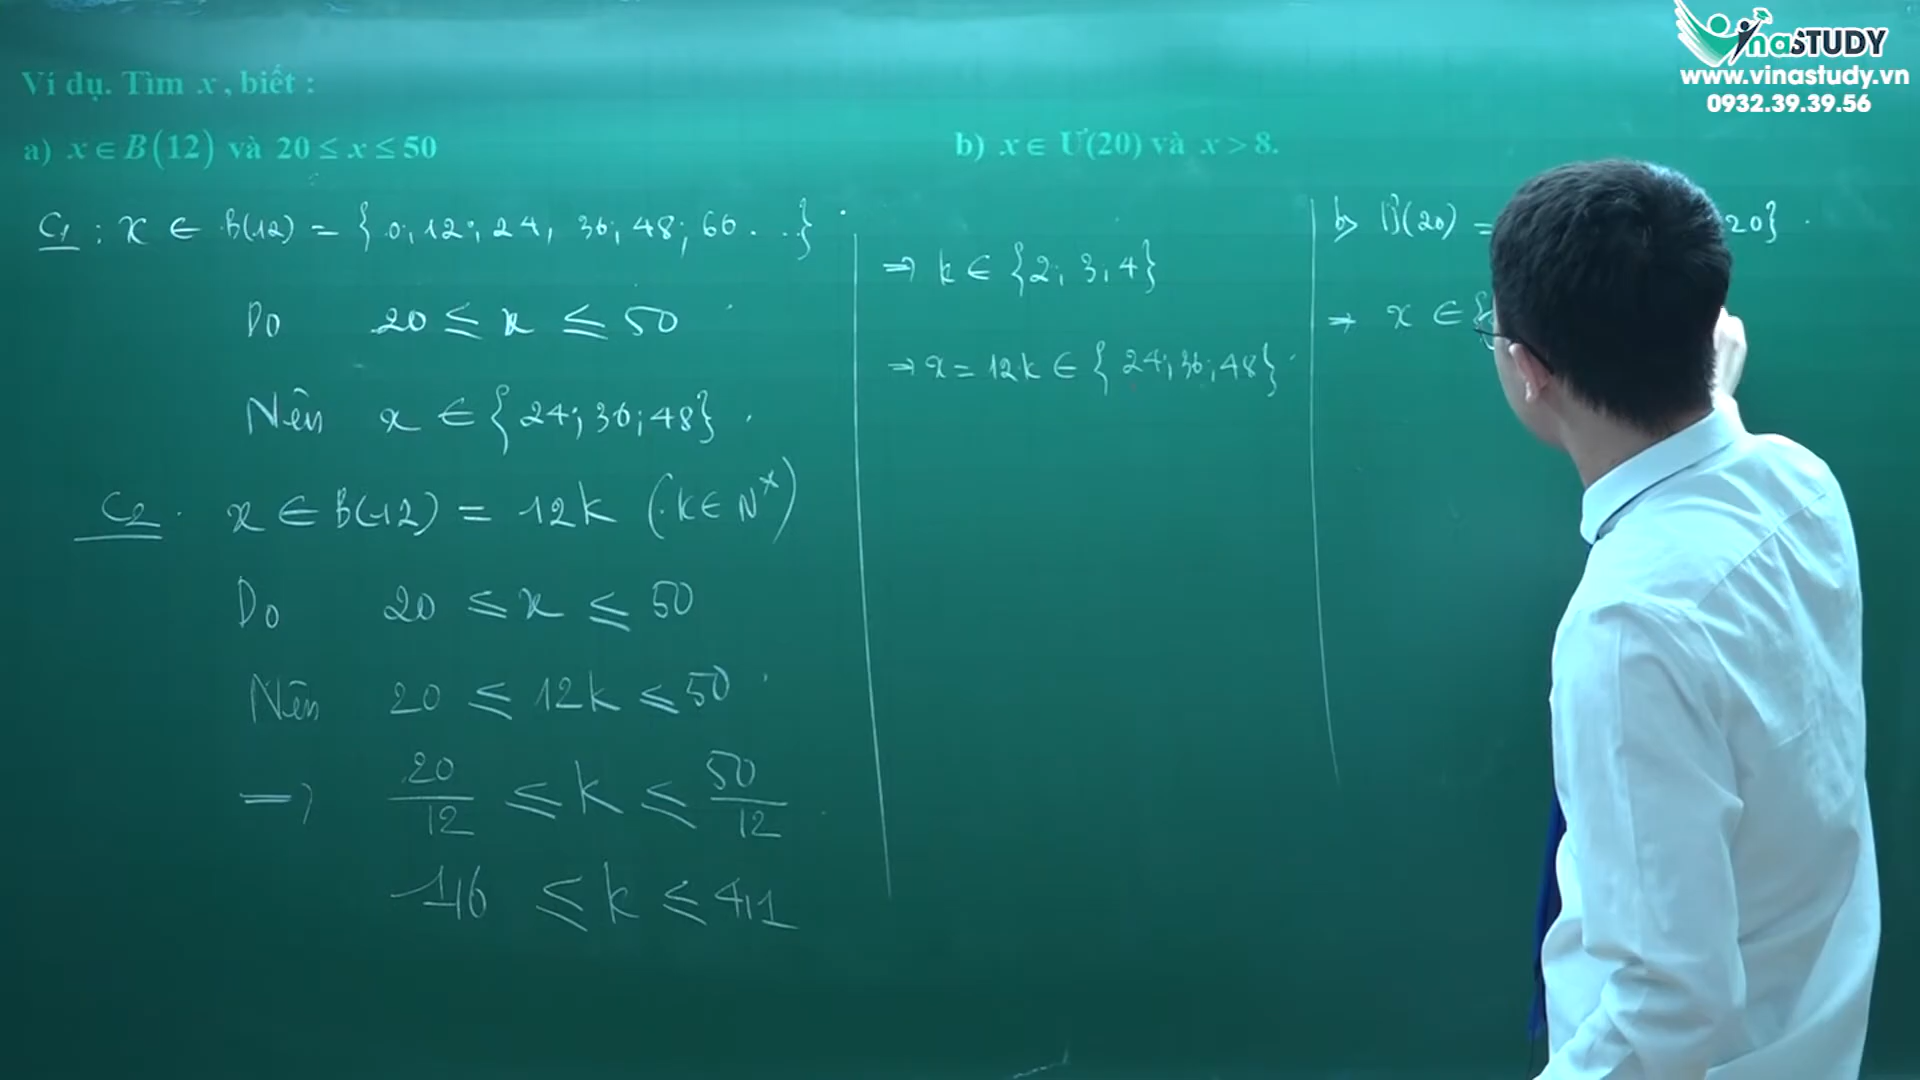 VinaSTUDY
www.vinastudy.vn
0932.39.39.56
Ví dụ. Tìm x, biết :
a) x ∈ B(12) và 20 ≤ x ≤ 50
b) x ∈ Ư(20) và x > 8.
C1 : x ∈ B(12) = { 0; 12; 24; 36; 48; 60 ...}
Do 20 ≤ x ≤ 50
Nên x ∈ {24; 36; 48}
C2 x ∈ B(12) = 12k (k ∈ N*)
Do 20 ≤ x ≤ 50
Nên 20 ≤ 12k ≤ 50
⇒ 20/12 ≤ k ≤ 50/12
1,6 ≤ k ≤ 4,1
⇒ k ∈ {2; 3; 4}
⇒ x = 12k ∈ { 24; 36; 48}
b) Ư(20) = 20}
⇒ x ∈ {